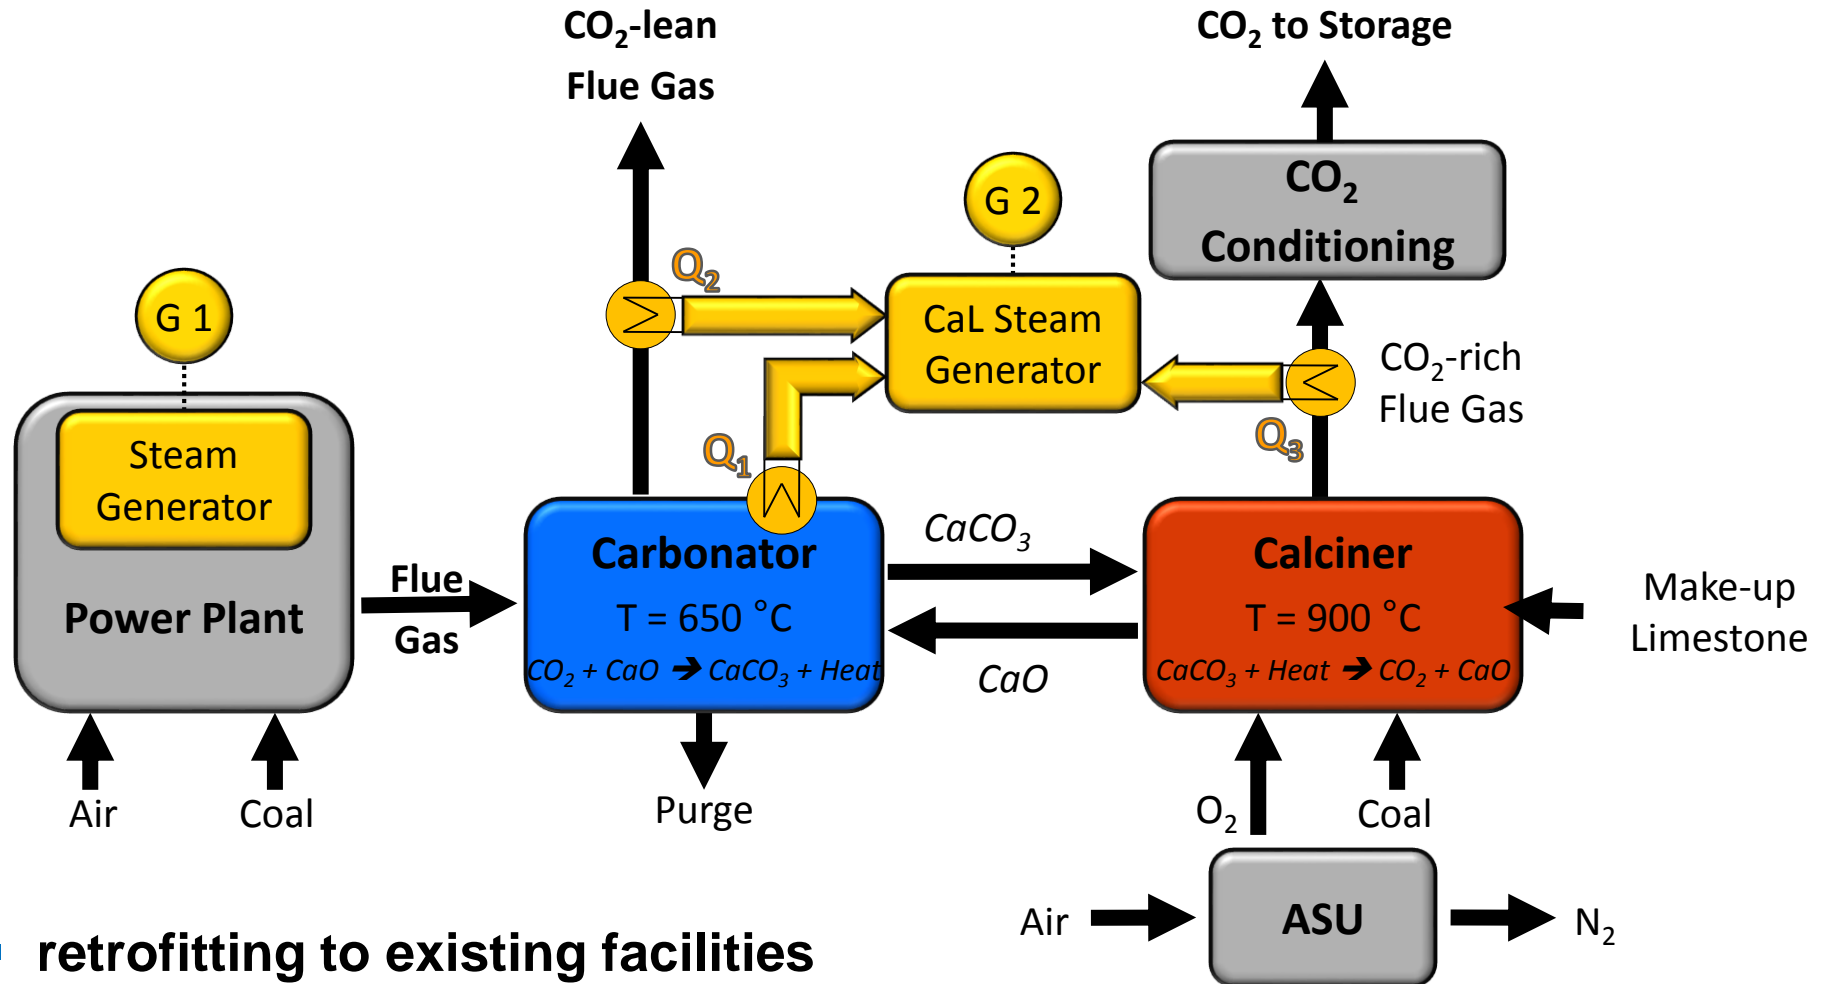 CO₂-lean
Flue Gas
CO₂ to Storage
CO₂
Conditioning
G 2
Q₂
G 1
CaL Steam
Generator
CO₂-rich
Flue Gas
Q₁
Q₃
Steam
Generator
Power Plant
Flue
Gas
Carbonator
T = 650 °C
CO₂ + CaO ➔ CaCO₃ + Heat
CaCO₃
CaO
Calciner
T = 900 °C
CaCO₃ + Heat ➔ CO₂ + CaO
Make-up
Limestone
Air
Coal
Purge
O₂
Coal
Air
ASU
N₂
retrofitting to existing facilities